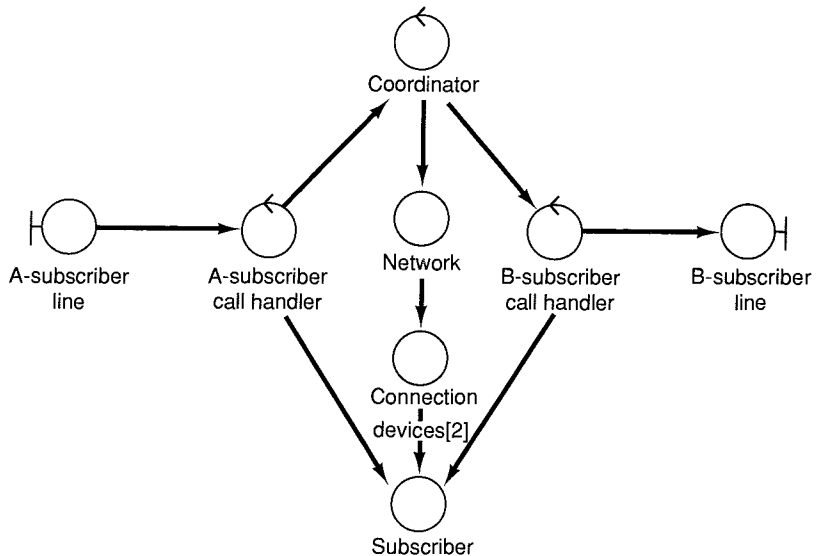 Coordinator
A-subscriber
line
A-subscriber
call handler
Network
B-subscriber
call handler
B-subscriber
line
Connection
devices[2]
Subscriber